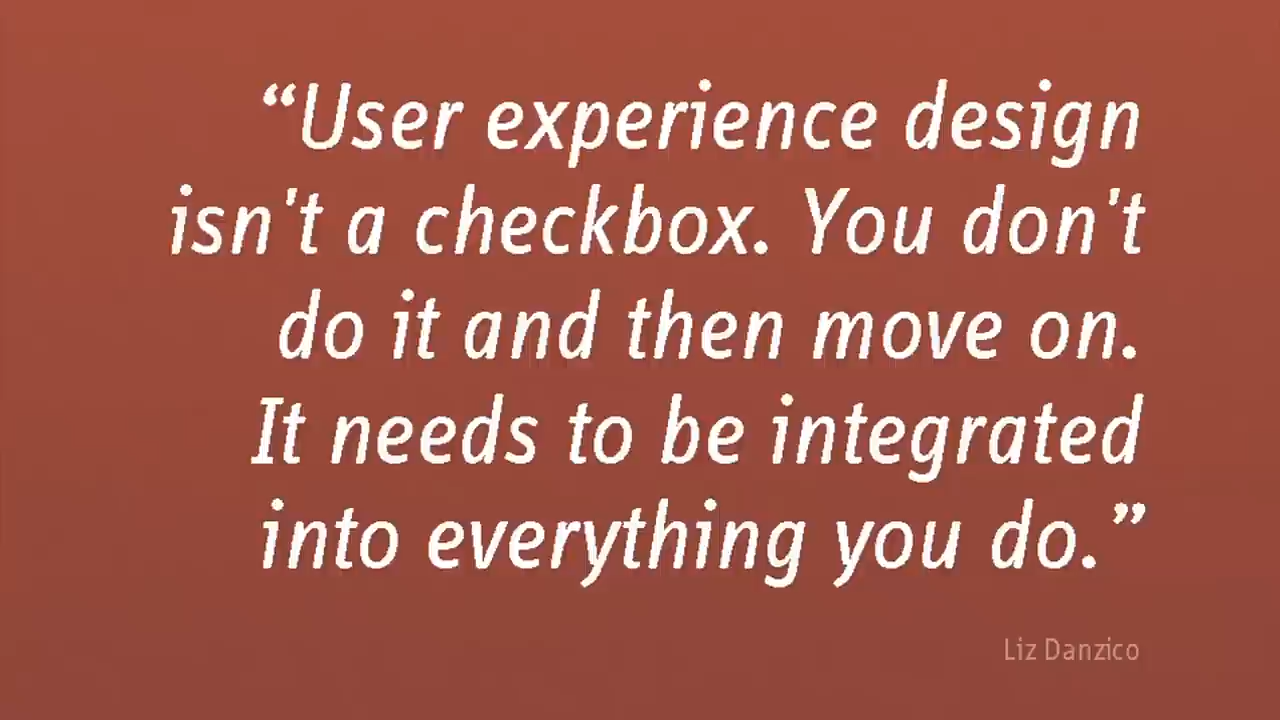 “User experience design
isn't a checkbox. You don't
do it and then move on.
It needs to be integrated
into everything you do.”
Liz Danzico